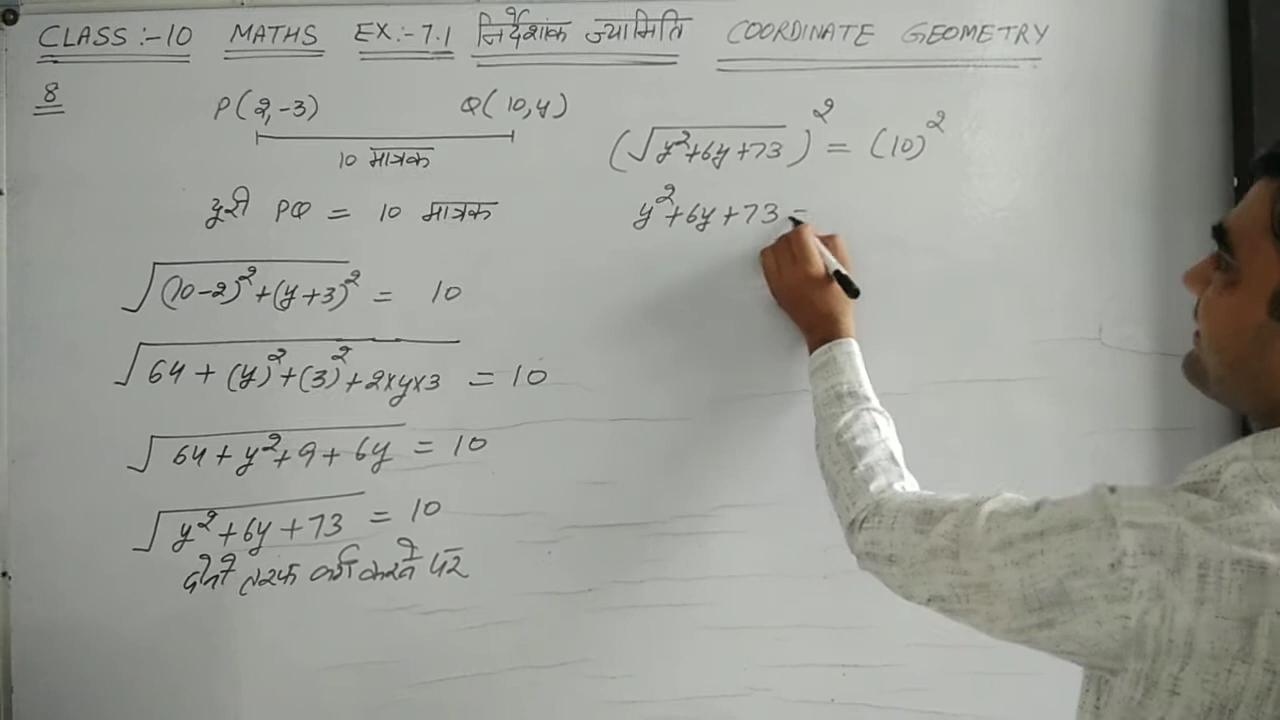 CLASS :- 10 MATHS EX :- 7.1 निर्देशांक ज्यामिति COORDINATE GEOMETRY
8
P(2,-3) Q(10,y)
10 मात्रक
दूरी PQ = 10 मात्रक
√(10-2)²+(y+3)² = 10
√64+(y)²+(3)²+2×y×3 = 10
√64+y²+9+6y = 10
√y²+6y+73 = 10
दोनों तरफ वर्ग करने पर
(√y²+6y+73)² = (10)²
y²+6y+73 =